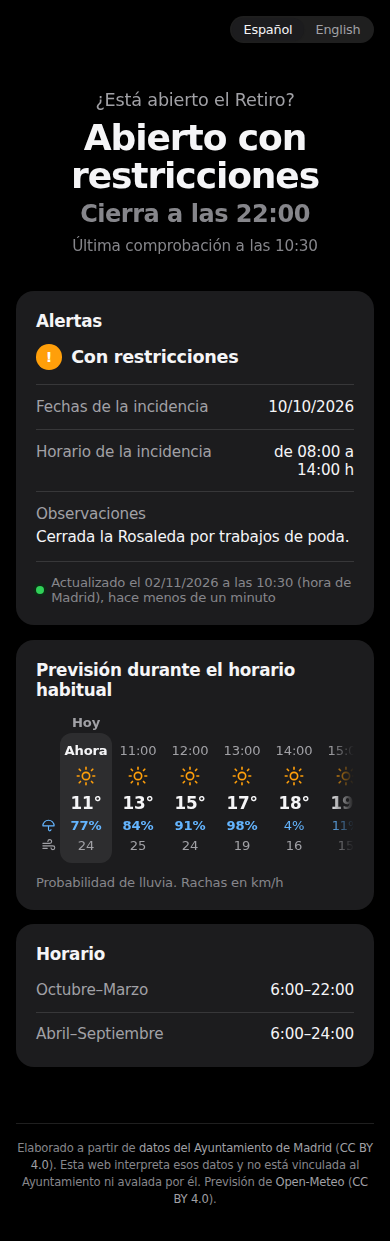 Español English
¿Está abierto el Retiro?
Abierto con
restricciones
Cierra a las 22:00
Última comprobación a las 10:30
Alertas
! Con restricciones
Fechas de la incidencia 10/10/2026
Horario de la incidencia de 08:00 a
14:00 h
Observaciones
Cerrada la Rosaleda por trabajos de poda.
Actualizado el 02/11/2026 a las 10:30 (hora de
Madrid), hace menos de un minuto
Previsión durante el horario
habitual
Hoy
Ahora 11:00 12:00 13:00 14:00
11° 13° 15° 17° 18°
77% 84% 91% 98% 4%
24 25 24 19 16
Probabilidad de lluvia. Rachas en km/h
Horario
Octubre–Marzo 6:00–22:00
Abril–Septiembre 6:00–24:00
Elaborado a partir de datos del Ayuntamiento de Madrid (CC BY
4.0). Esta web interpreta esos datos y no está vinculada al
Ayuntamiento ni avalada por él. Previsión de Open-Meteo (CC
BY 4.0).